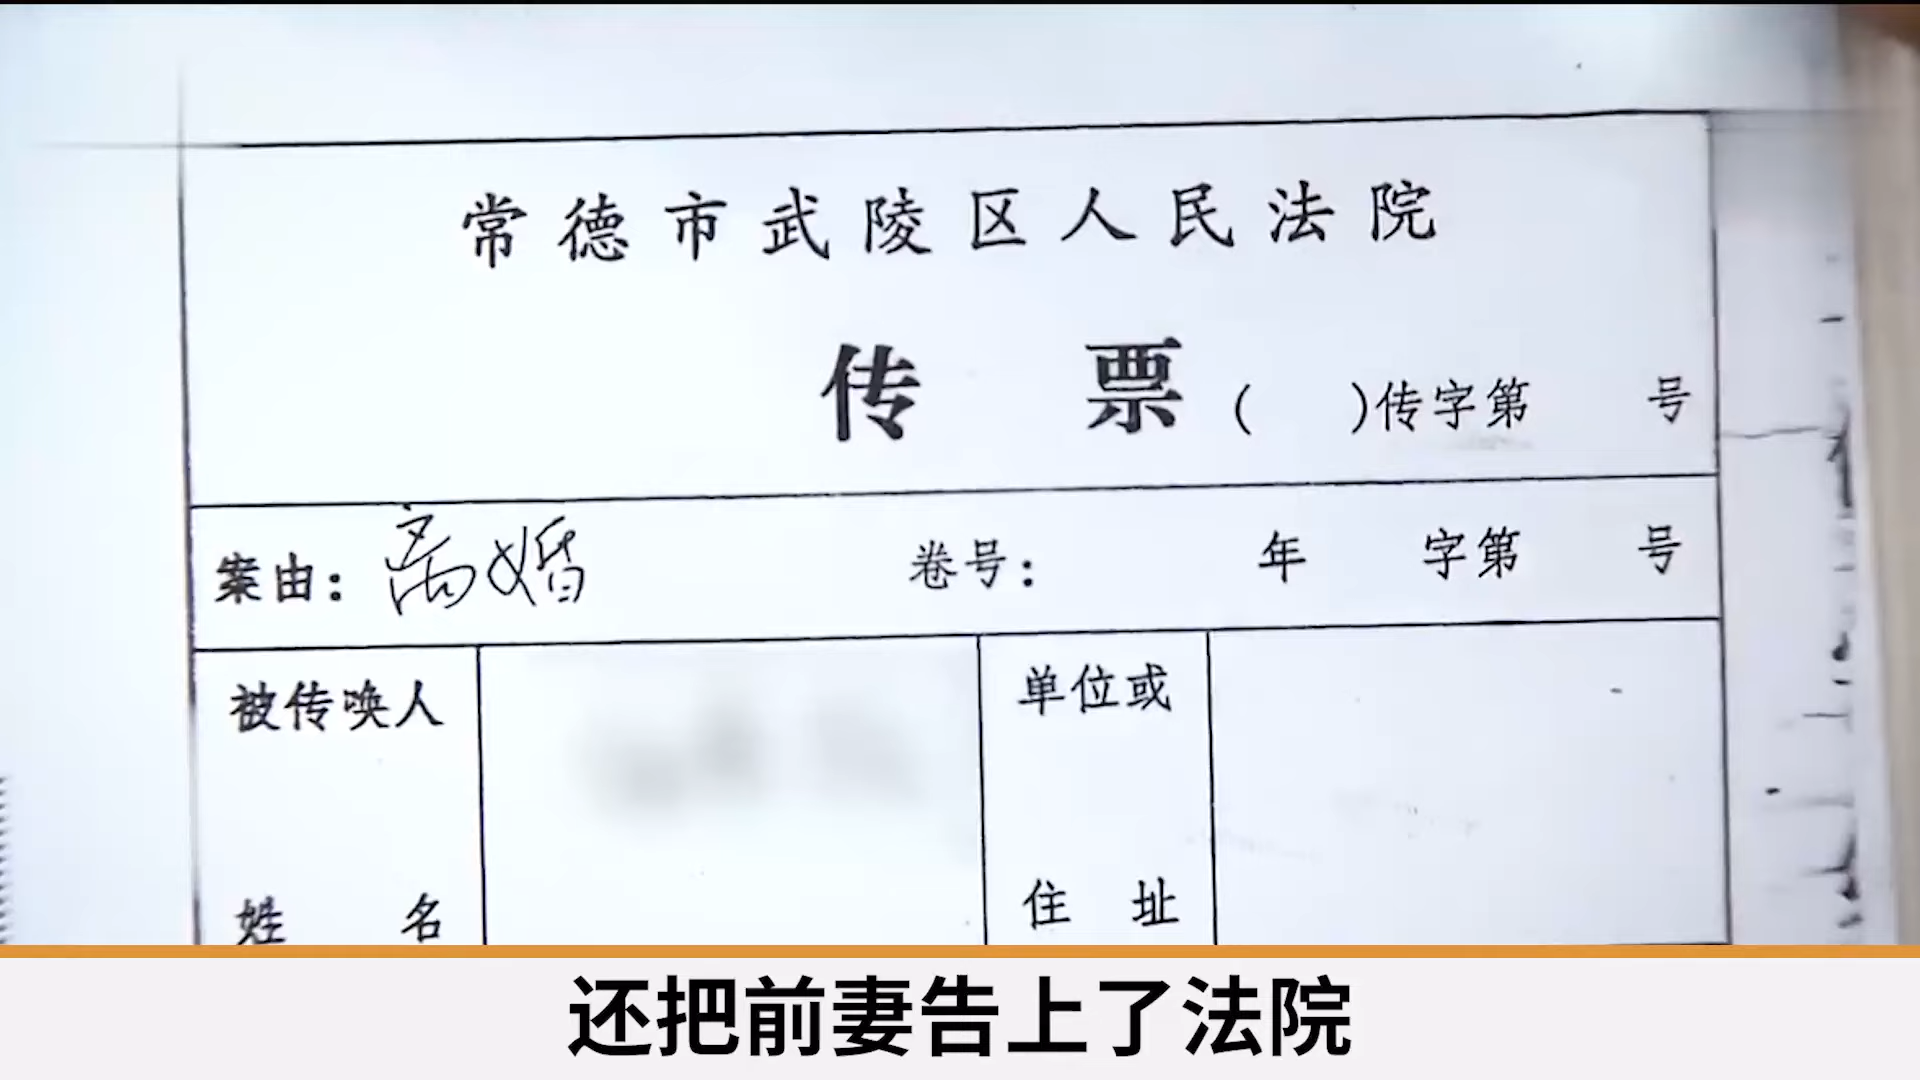 常德市武陵区人民法院
传票（ ）传字第 号
案由：离婚 卷号： 年 字第 号
被传唤人
姓名
单位或
住址
还把前妻告上了法院